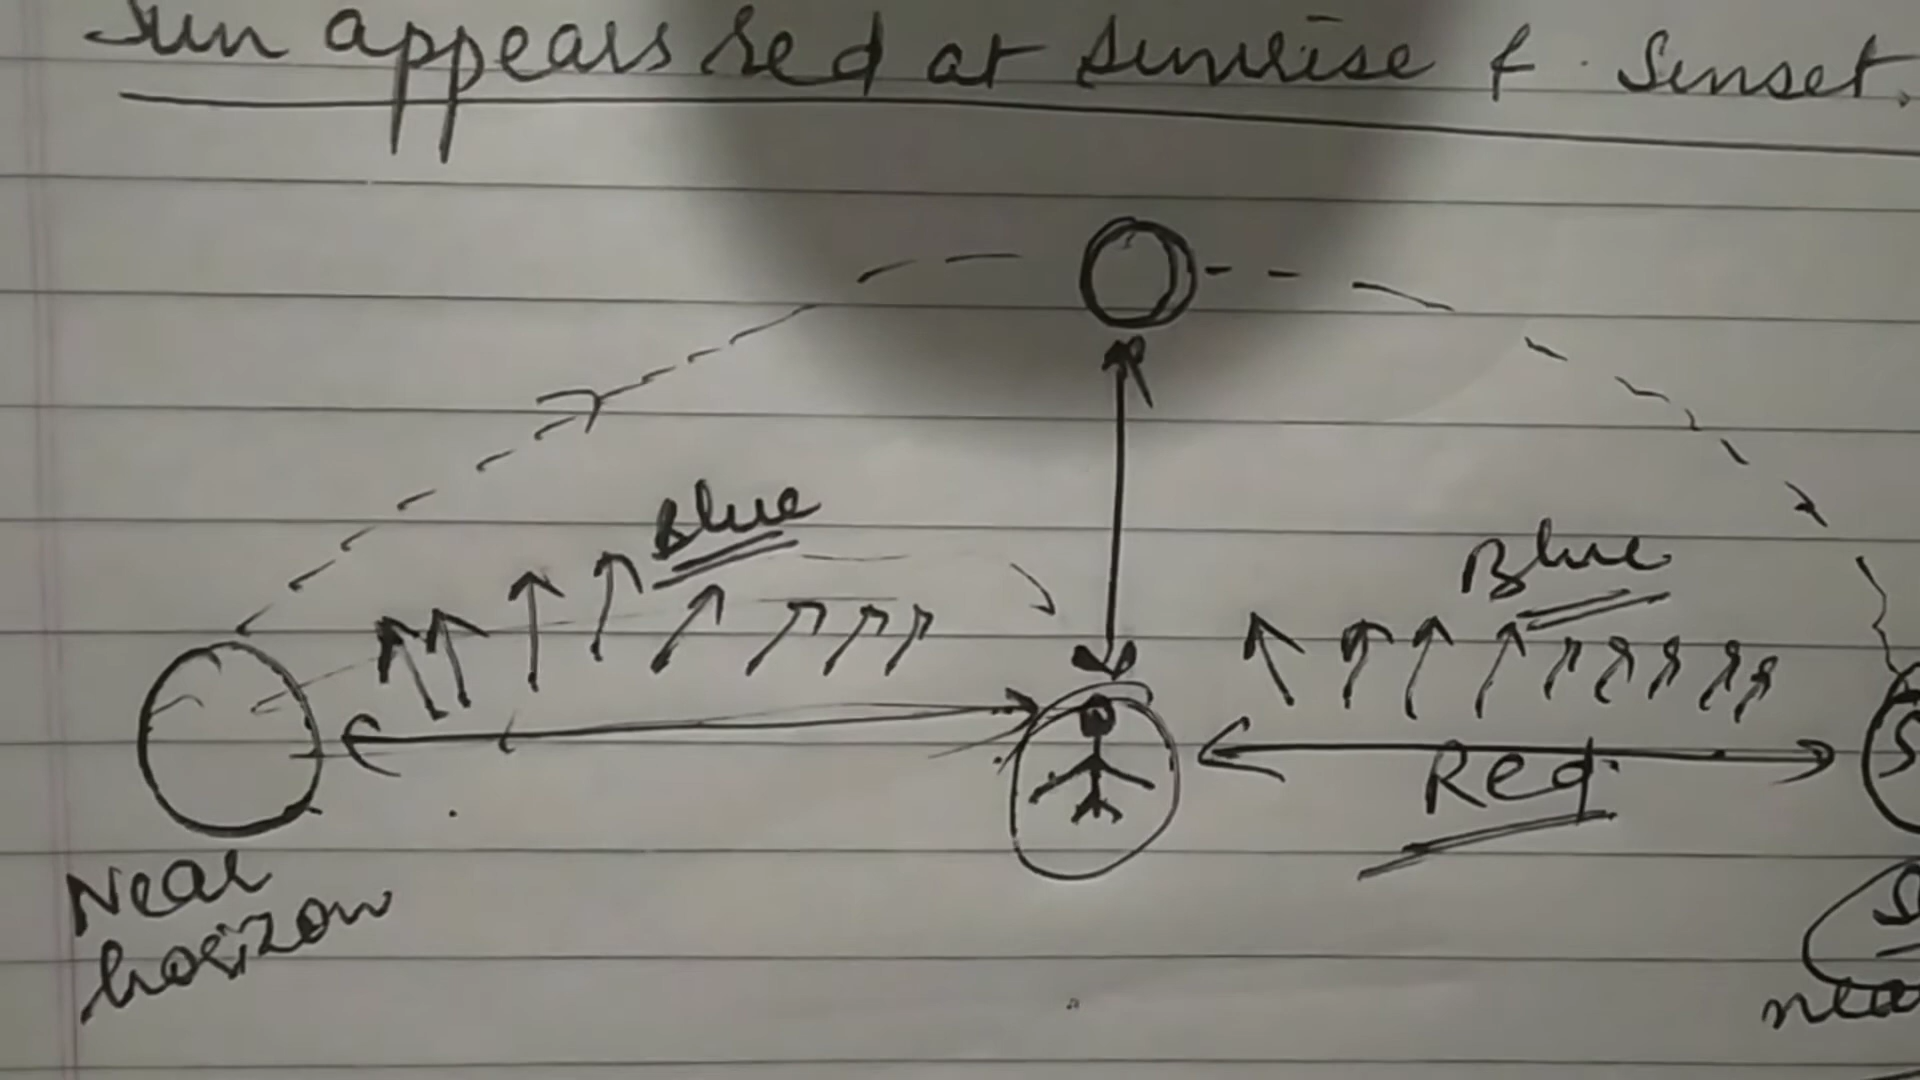 Sun appears red at sunrise & Sunset.
Blue
Blue
Red
Near
horizon